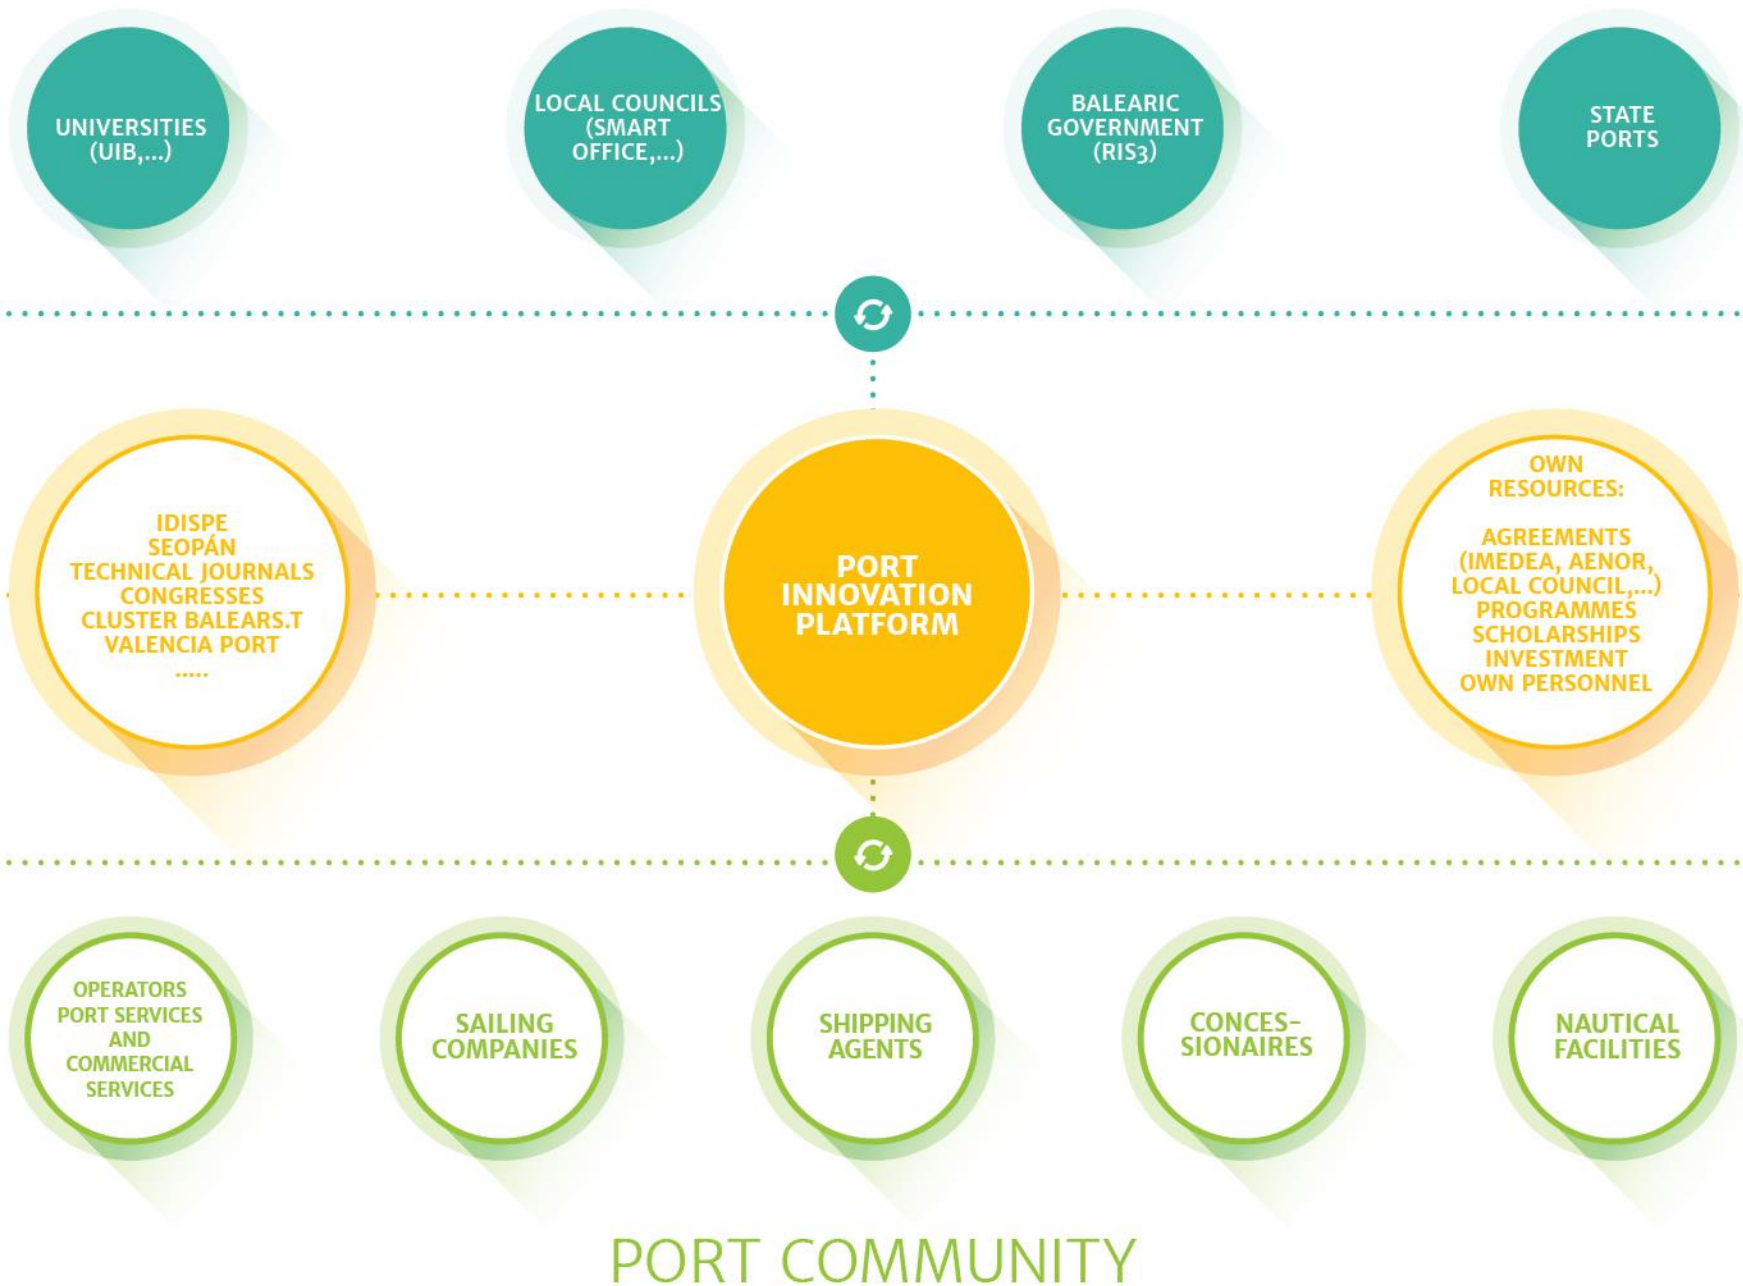 UNIVERSITIES
(UIB,...)
LOCAL COUNCILS
(SMART
OFFICE,...)
BALEARIC
GOVERNMENT
(RIS3)
STATE
PORTS
IDISPE
SEOPÁN
TECHNICAL JOURNALS
CONGRESSES
CLUSTER BALEARS.T
VALENCIA PORT
.....
PORT
INNOVATION
PLATFORM
OWN
RESOURCES:
AGREEMENTS
(IMEDEA, AENOR,
LOCAL COUNCIL,...)
PROGRAMMES
SCHOLARSHIPS
INVESTMENT
OWN PERSONNEL
OPERATORS
PORT SERVICES
AND
COMMERCIAL
SERVICES
SAILING
COMPANIES
SHIPPING
AGENTS
CONCES-
SIONAIRES
NAUTICAL
FACILITIES
PORT COMMUNITY